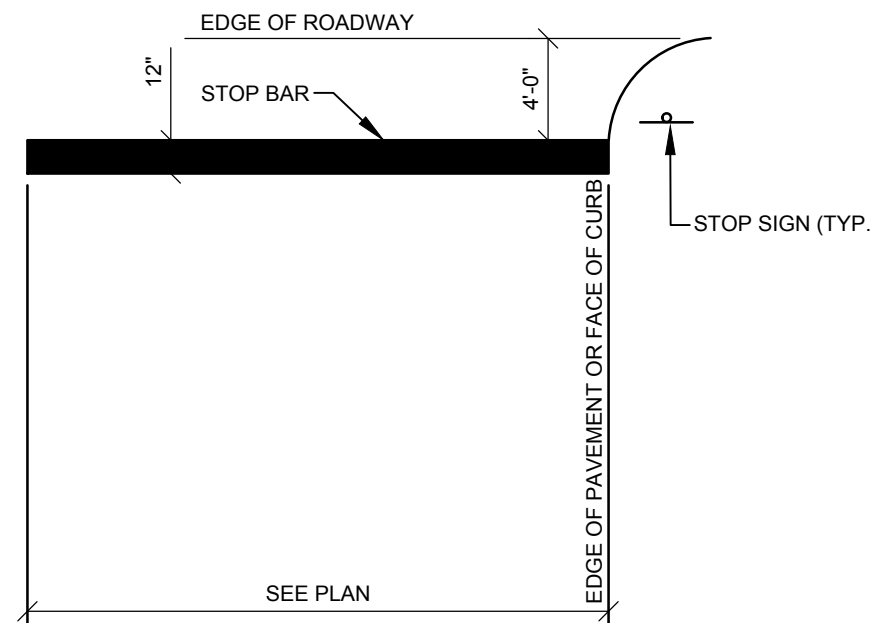 EDGE OF ROADWAY
12"
STOP BAR
4'-0"
STOP SIGN (TYP.
EDGE OF PAVEMENT OR FACE OF CURB
SEE PLAN